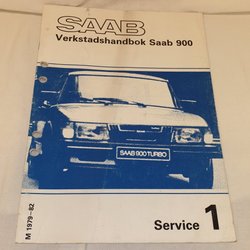 SAAB
Verkstadshandbok Saab 900
SAAB 900 TURBO
M 1979–82
Service 1